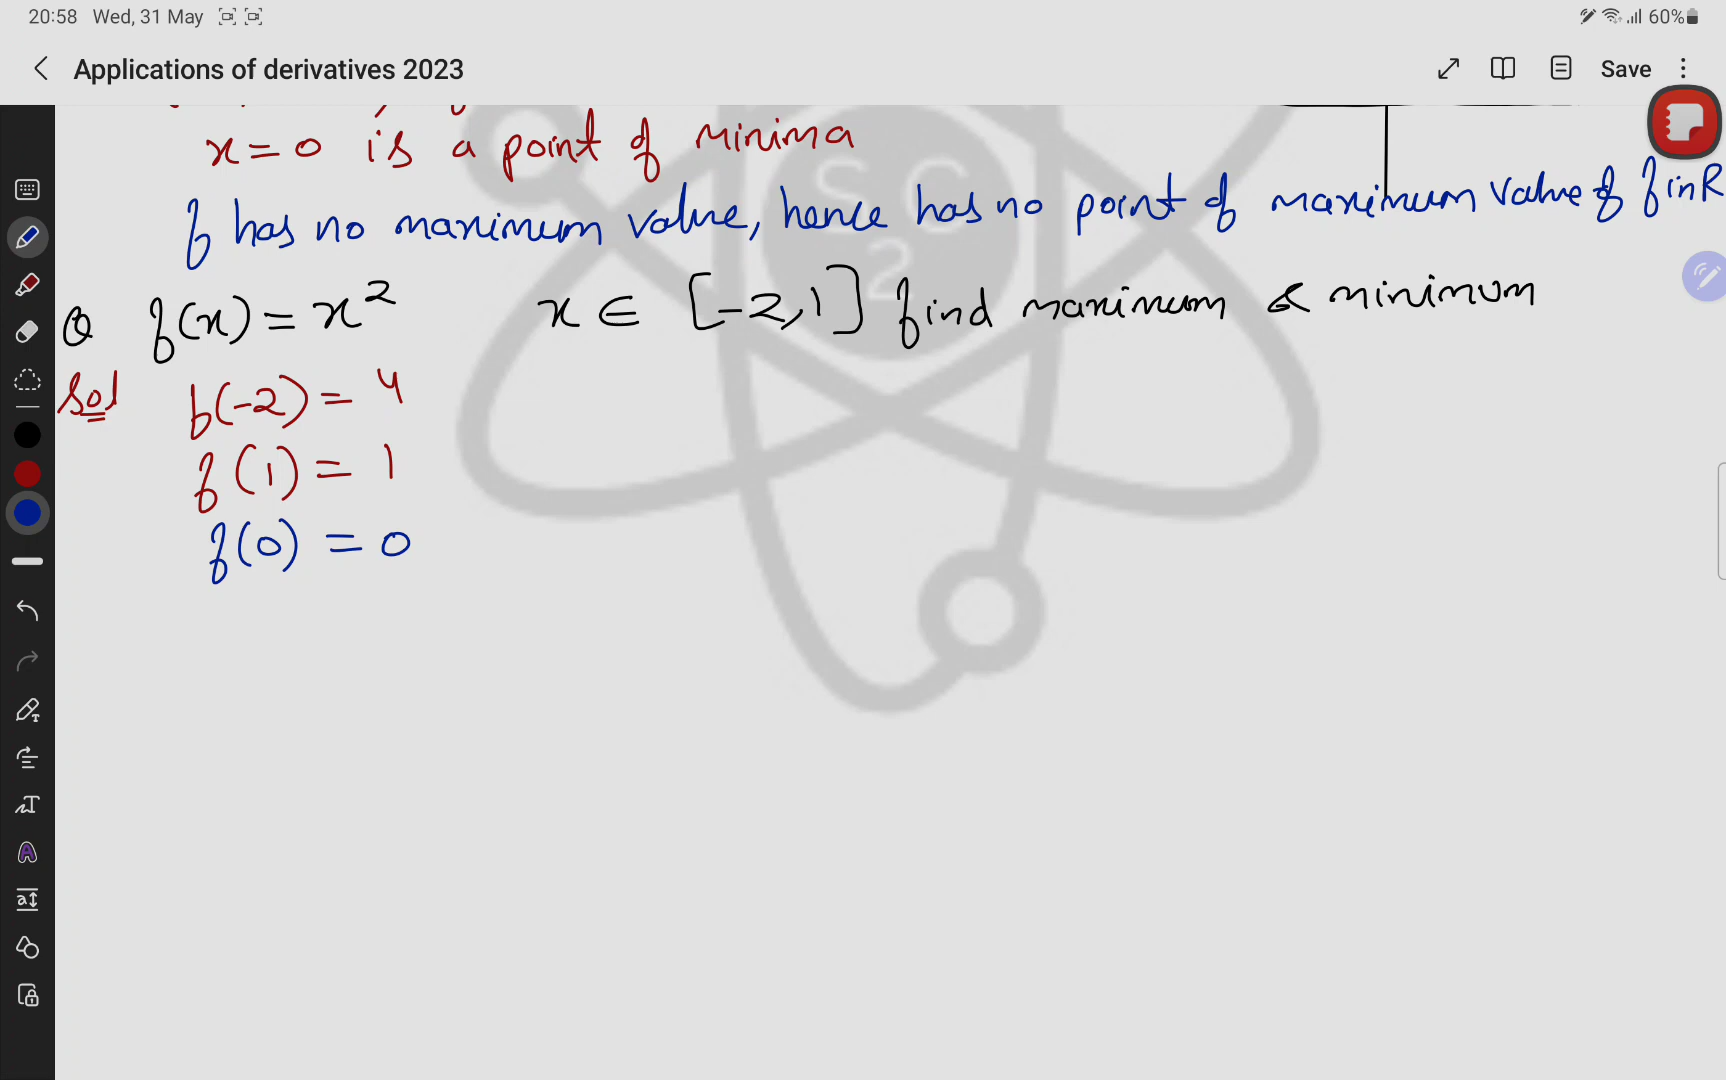 20:58 Wed, 31 May 60%
Applications of derivatives 2023 Save
x=0 is a point of minima
f has no maximum value, hence has no point of maximum value of f in R
Q f(x) = x² x ∈ [-2,1] find maximum & minimum
Sol f(-2) = 4
f(1) = 1
f(0) = 0
SC
2